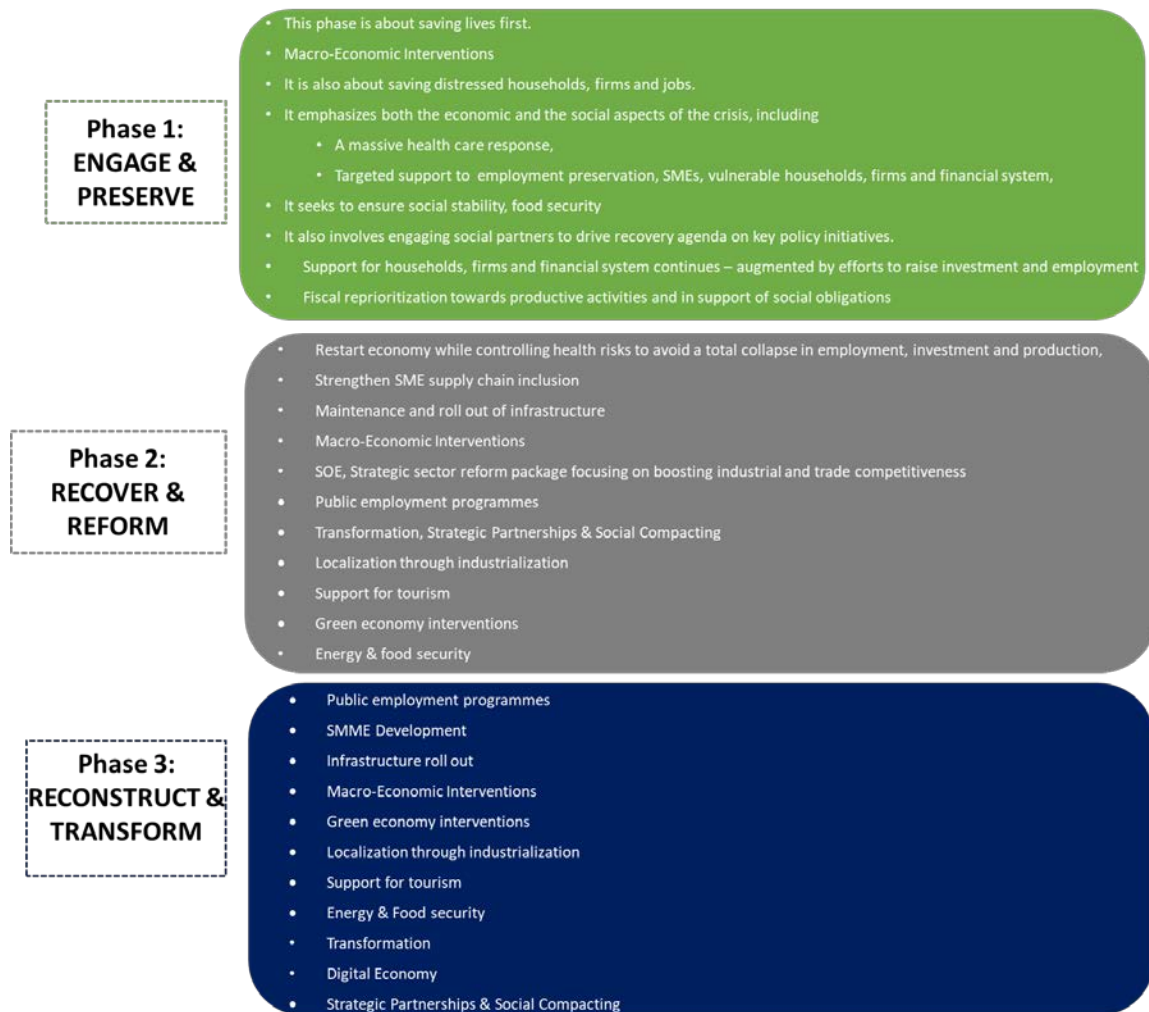 Phase 1:
ENGAGE &
PRESERVE
• This phase is about saving lives first.
• Macro-Economic Interventions
• It is also about saving distressed households, firms and jobs.
• It emphasizes both the economic and the social aspects of the crisis, including
• A massive health care response,
• Targeted support to employment preservation, SMEs, vulnerable households, firms and financial system,
• It seeks to ensure social stability, food security
• It also involves engaging social partners to drive recovery agenda on key policy initiatives.
• Support for households, firms and financial system continues – augmented by efforts to raise investment and employment
• Fiscal reprioritization towards productive activities and in support of social obligations
Phase 2:
RECOVER &
REFORM
• Restart economy while controlling health risks to avoid a total collapse in employment, investment and production,
• Strengthen SME supply chain inclusion
• Maintenance and roll out of infrastructure
• Macro-Economic Interventions
• SOE, Strategic sector reform package focusing on boosting industrial and trade competitiveness
• Public employment programmes
• Transformation, Strategic Partnerships & Social Compacting
• Localization through industrialization
• Support for tourism
• Green economy interventions
• Energy & food security
Phase 3:
RECONSTRUCT &
TRANSFORM
• Public employment programmes
• SMME Development
• Infrastructure roll out
• Macro-Economic Interventions
• Green economy interventions
• Localization through industrialization
• Support for tourism
• Energy & Food security
• Transformation
• Digital Economy
• Strategic Partnerships & Social Compacting